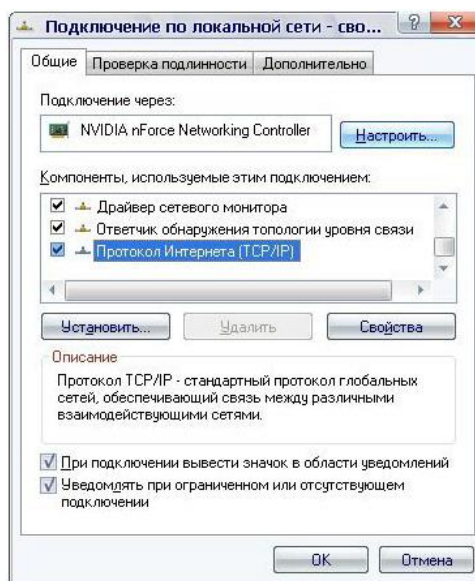 Подключение по локальной сети - сво...
Общие Проверка подлинности Дополнительно
Подключение через:
NVIDIA nForce Networking Controller Настроить...
Компоненты, используемые этим подключением:
Драйвер сетевого монитора
Ответчик обнаружения топологии уровня связи
Протокол Интернета (TCP/IP)
Установить... Удалить Свойства
Описание
Протокол TCP/IP - стандартный протокол глобальных
сетей, обеспечивающий связь между различными
взаимодействующими сетями.
При подключении вывести значок в области уведомлений
Уведомлять при ограниченном или отсутствующем
подключении
OK Отмена